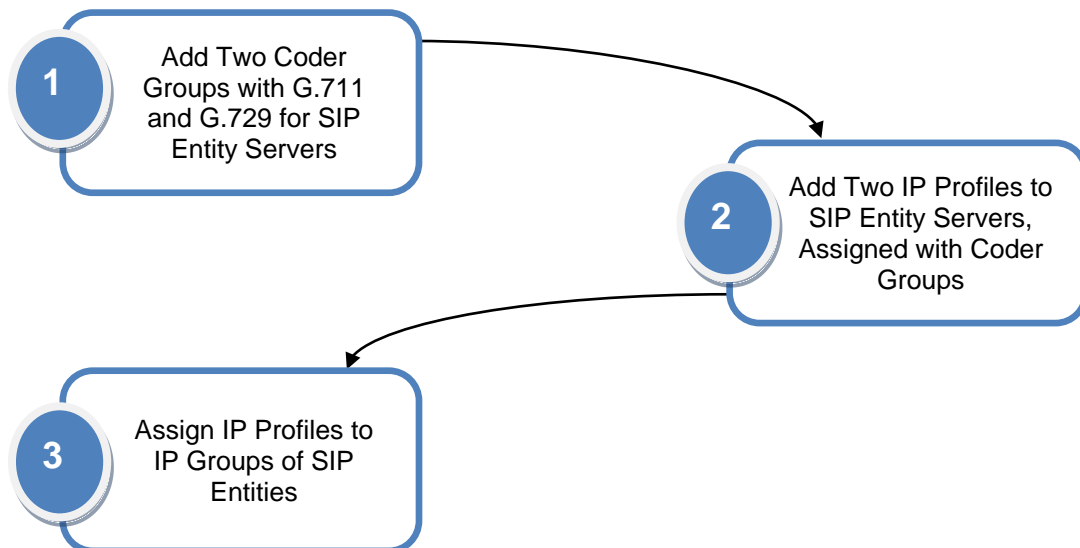 1
Add Two Coder
Groups with G.711
and G.729 for SIP
Entity Servers
2
Add Two IP Profiles to
SIP Entity Servers,
Assigned with Coder
Groups
3
Assign IP Profiles to
IP Groups of SIP
Entities